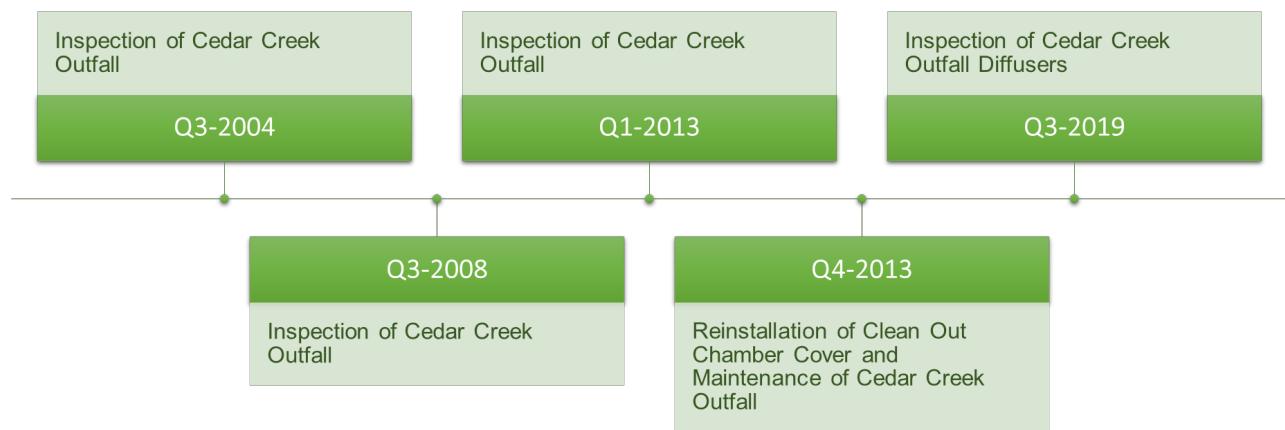 Inspection of Cedar Creek
Outfall
Q3-2004
Inspection of Cedar Creek
Outfall
Q1-2013
Inspection of Cedar Creek
Outfall Diffusers
Q3-2019
Q3-2008
Inspection of Cedar Creek
Outfall
Q4-2013
Reinstallation of Clean Out
Chamber Cover and
Maintenance of Cedar Creek
Outfall